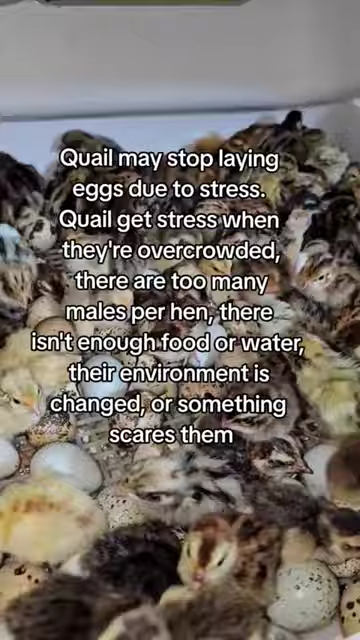 Quail may stop laying
eggs due to stress.
Quail get stress when
they're overcrowded,
there are too many
males per hen, there
isn't enough food or water,
their environment is
changed, or something
scares them